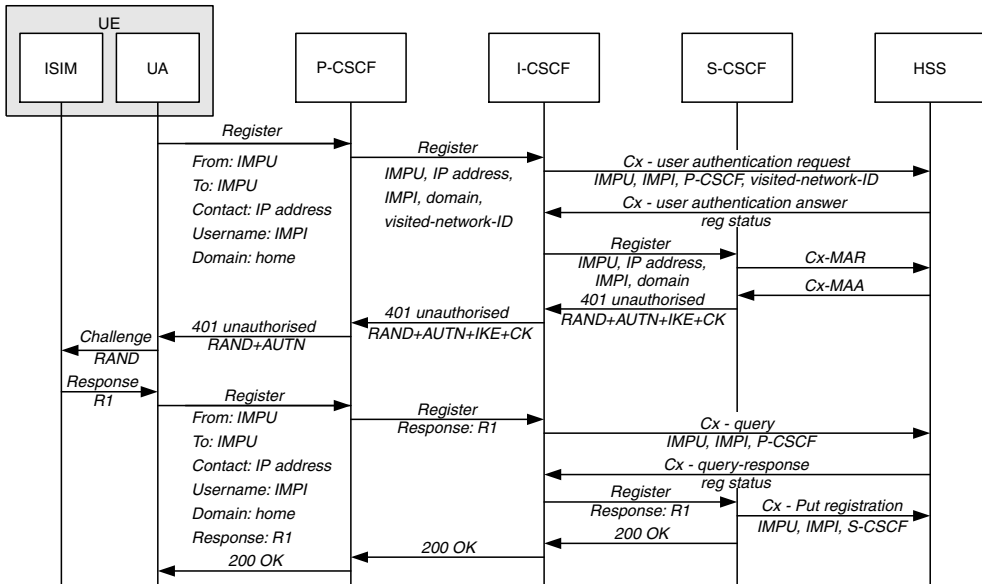 UE
ISIM
UA
P-CSCF
I-CSCF
S-CSCF
HSS
Register
From: IMPU
To: IMPU
Contact: IP address
Username: IMPI
Domain: home
Register
IMPU, IP address,
IMPI, domain,
visited-network-ID
Cx - user authentication request
IMPU, IMPI, P-CSCF, visited-network-ID
Cx - user authentication answer
reg status
Register
IMPU, IP address,
IMPI, domain
Cx-MAR
Cx-MAA
401 unauthorised
RAND+AUTN+IKE+CK
401 unauthorised
RAND+AUTN+IKE+CK
401 unauthorised
RAND+AUTN
Challenge
RAND
Response
R1
Register
From: IMPU
To: IMPU
Contact: IP address
Username: IMPI
Domain: home
Response: R1
Register
Response: R1
Cx - query
IMPU, IMPI, P-CSCF
Cx - query-response
reg status
Register
Response: R1
Cx - Put registration
IMPU, IMPI, S-CSCF
200 OK
200 OK
200 OK